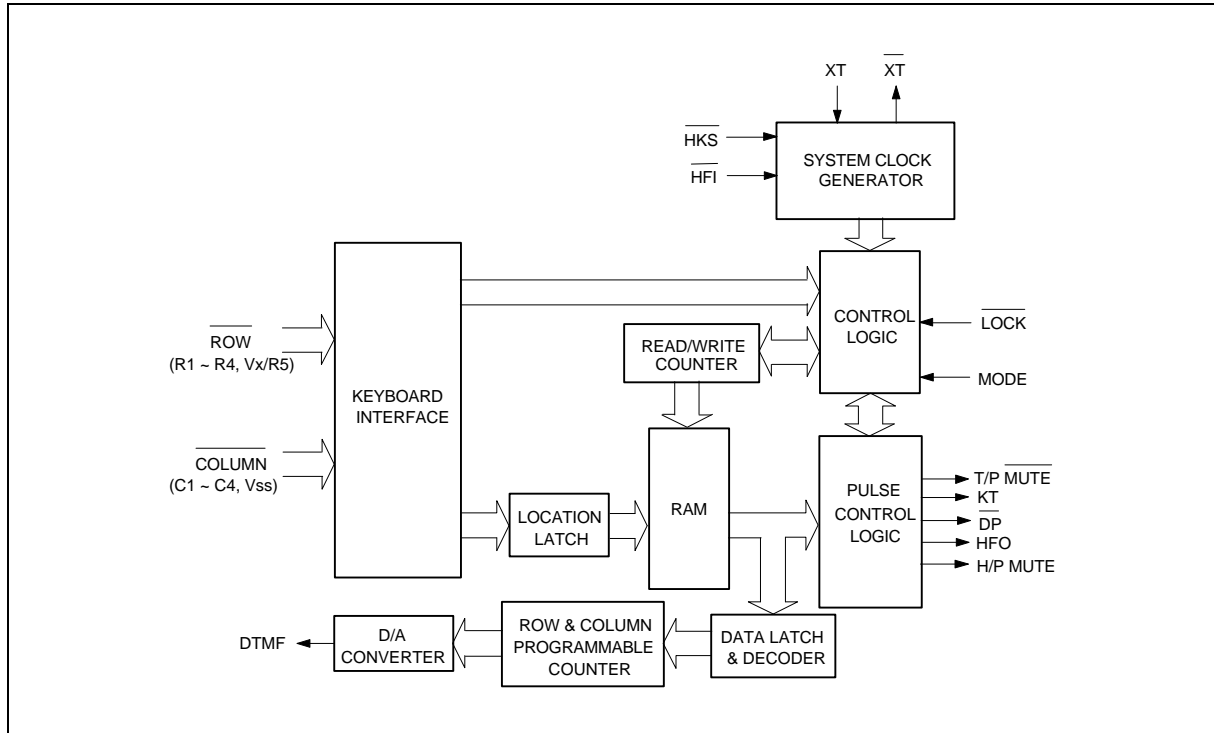 XT
XT
HKS
HFI
SYSTEM CLOCK
GENERATOR
ROW
(R1 ~ R4, Vx/R5)
COLUMN
(C1 ~ C4, Vss)
KEYBOARD
INTERFACE
READ/WRITE
COUNTER
CONTROL
LOGIC
LOCK
MODE
LOCATION
LATCH
RAM
PULSE
CONTROL
LOGIC
T/P MUTE
KT
DP
HFO
H/P MUTE
DTMF
D/A
CONVERTER
ROW & COLUMN
PROGRAMMABLE
COUNTER
DATA LATCH
& DECODER